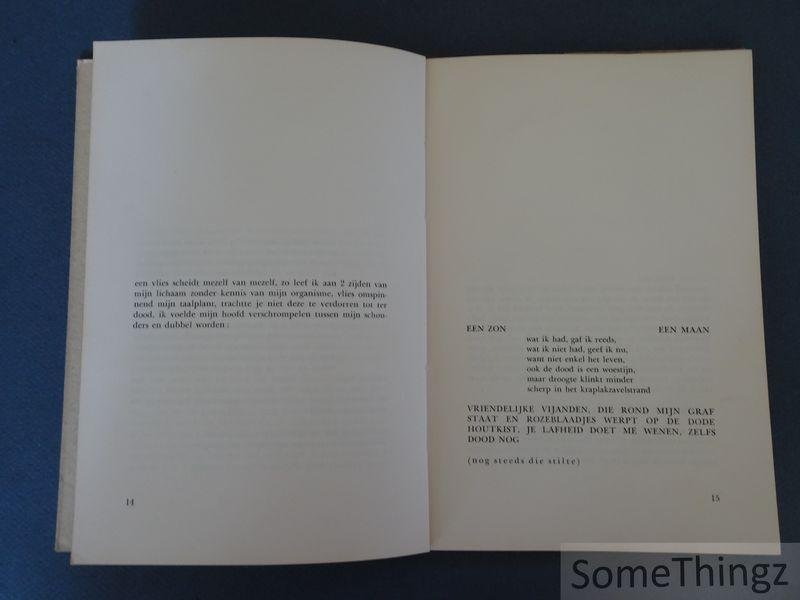 een vlies scheidt mezelf van mezelf, zo leef ik aan 2 zijden van
mijn lichaam zonder kennis van mijn organisme, vlies omspin-
nend mijn taalplant, trachtte je niet deze te verdorren tot ter
dood, ik voelde mijn hoofd verschrompelen tussen mijn schou-
ders en dubbel worden :
14
EEN ZON EEN MAAN
wat ik had, gaf ik reeds,
wat ik niet had, geef ik nu,
want niet enkel het leven,
ook de dood is een woestijn,
maar droogte klinkt minder
scherp in het kraplakzavelstrand
VRIENDELIJKE VIJANDEN, DIE ROND MIJN GRAF
STAAT EN ROZEBLAADJES WERPT OP DE DODE
HOUTKIST, JE LAFHEID DOET ME WENEN, ZELFS
DOOD NOG
(nog steeds die stilte)
15
SomeThingz